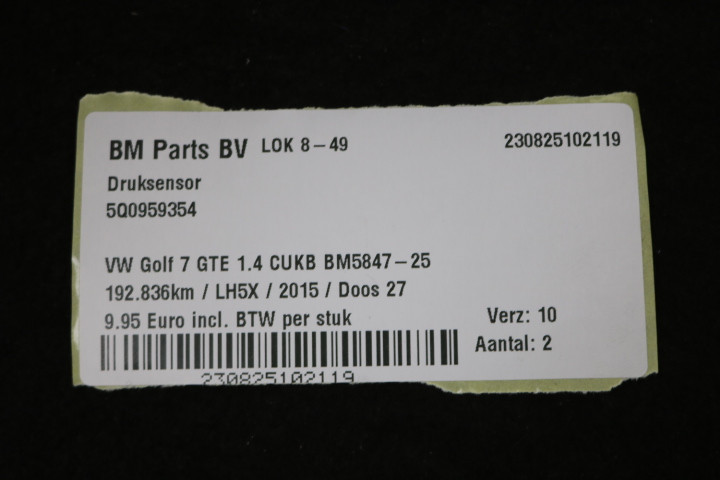 BM Parts BV LOK 8-49 230825102119
Druksensor
5Q0959354
VW Golf 7 GTE 1.4 CUKB BM5847-25
192.836km / LH5X / 2015 / Doos 27
9.95 Euro incl. BTW per stuk Verz: 10
Aantal: 2
230825102119